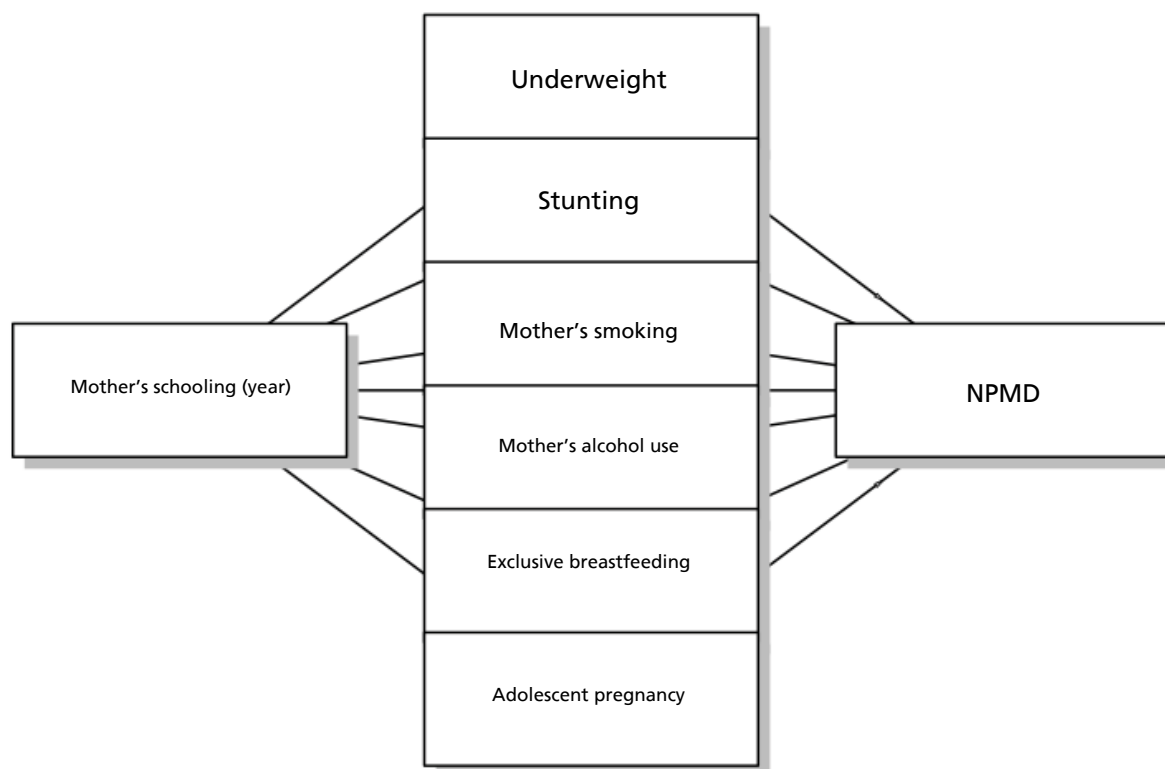 Underweight
Stunting
Mother's smoking
Mother's schooling (year)
NPMD
Mother's alcohol use
Exclusive breastfeeding
Adolescent pregnancy